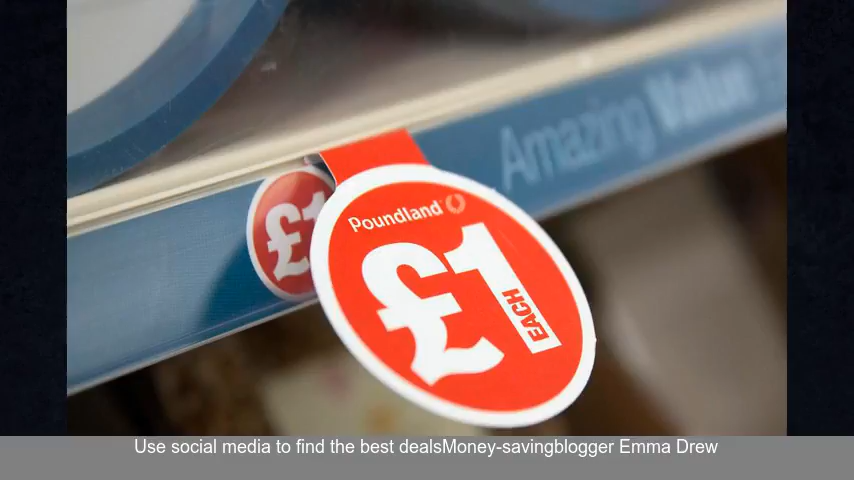 Amazing Value
£1
Poundland
£1
EACH
Use social media to find the best dealsMoney-savingblogger Emma Drew